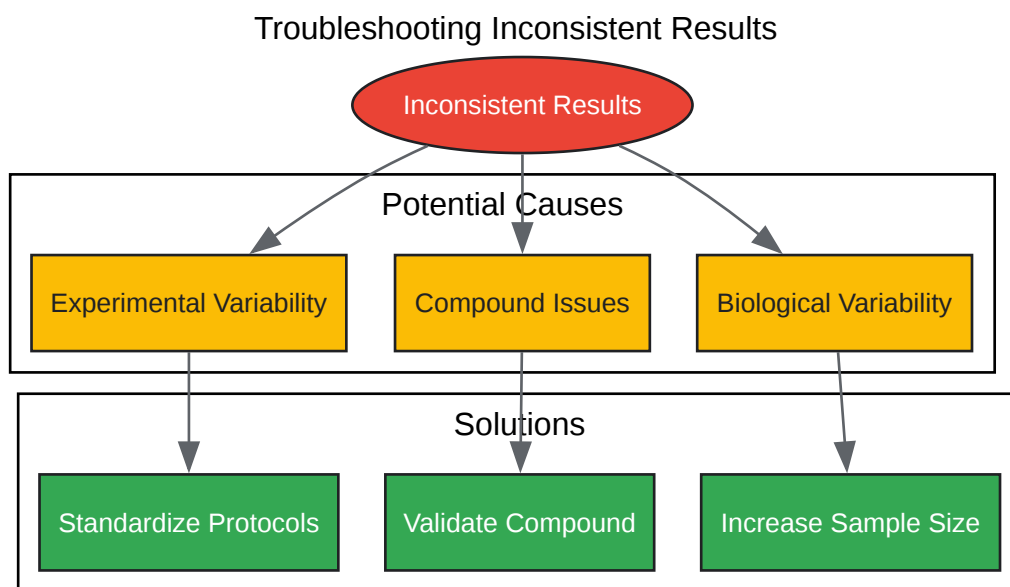 Troubleshooting Inconsistent Results
Inconsistent Results
Potential Causes
Experimental Variability
Compound Issues
Biological Variability
Solutions
Standardize Protocols
Validate Compound
Increase Sample Size